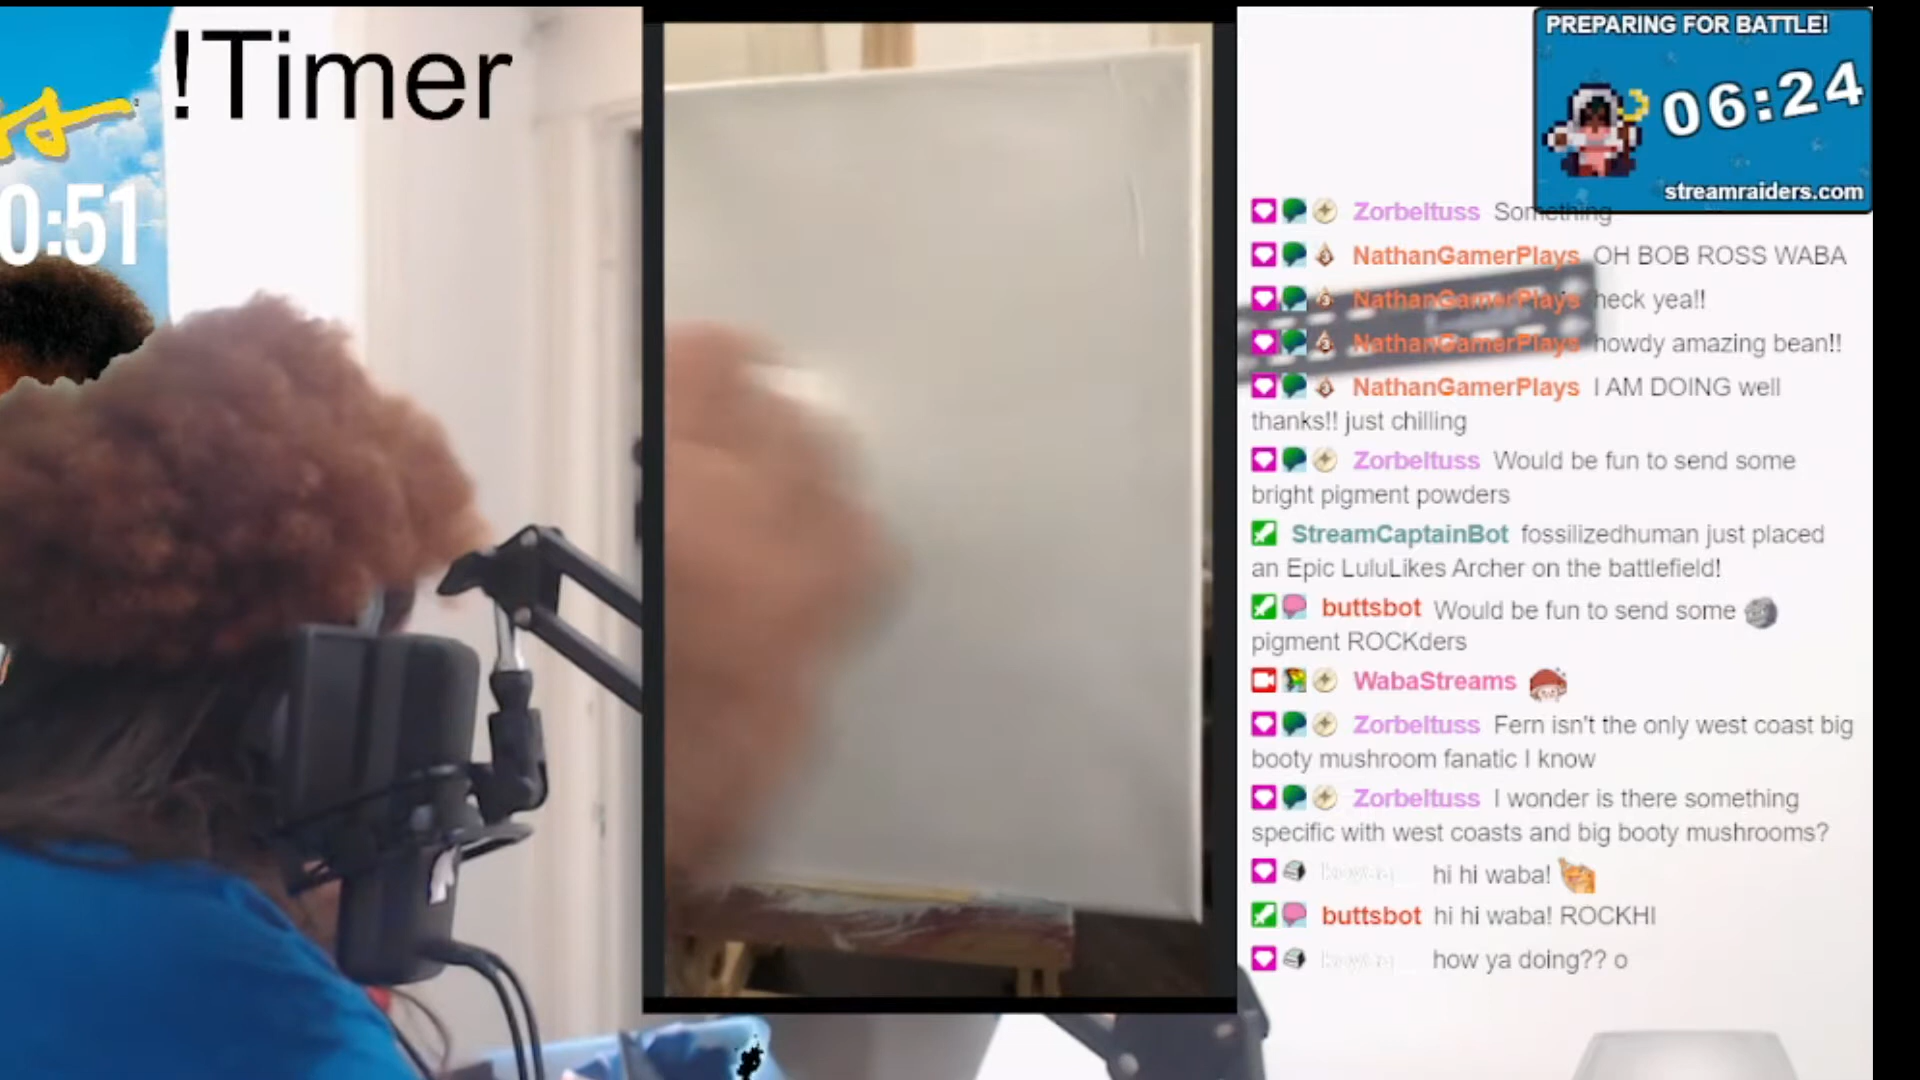 !Timer
0:51
PREPARING FOR BATTLE!
06:24
streamraiders.com
Zorbeltuss Something
NathanGamerPlays OH BOB ROSS WABA
NathanGamerPlays heck yea!!
NathanGamerPlays howdy amazing bean!!
NathanGamerPlays I AM DOING well
thanks!! just chilling
Zorbeltuss Would be fun to send some
bright pigment powders
StreamCaptainBot fossilizedhuman just placed
an Epic LuluLikes Archer on the battlefield!
buttsbot Would be fun to send some
pigment ROCKders
WabaStreams
Zorbeltuss Fern isn't the only west coast big
booty mushroom fanatic I know
Zorbeltuss I wonder is there something
specific with west coasts and big booty mushrooms?
hi hi waba!
buttsbot hi hi waba! ROCKHI
how ya doing?? o